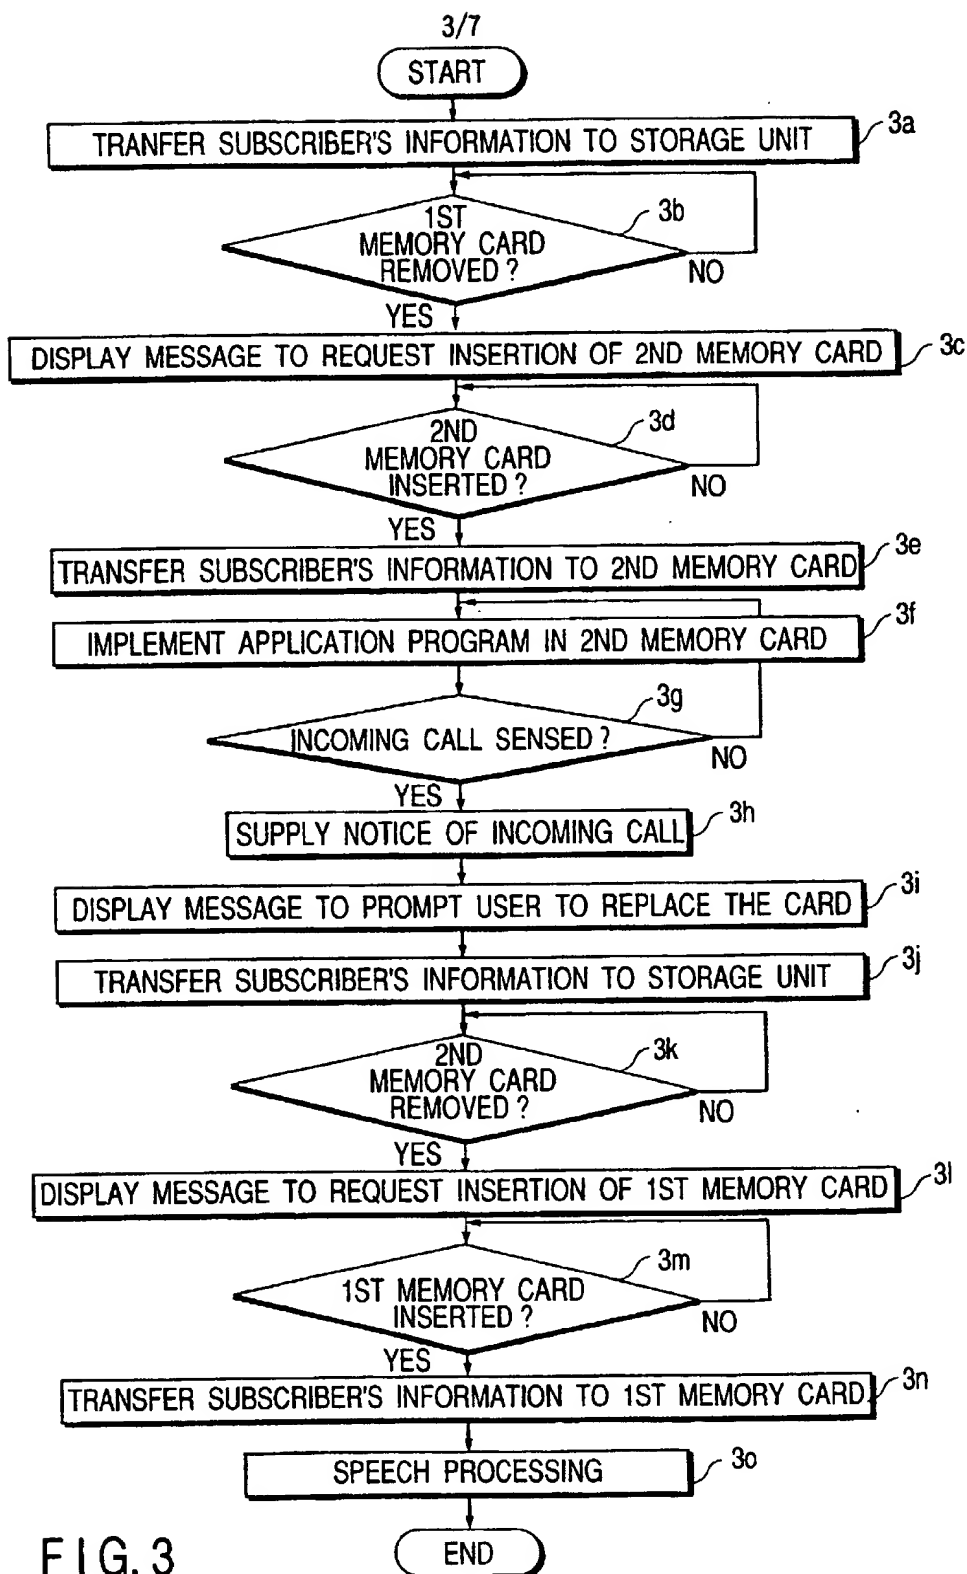 3/7
START
TRANFER SUBSCRIBER'S INFORMATION TO STORAGE UNIT
3a
1ST
MEMORY CARD
REMOVED ?
3b
NO
YES
DISPLAY MESSAGE TO REQUEST INSERTION OF 2ND MEMORY CARD
3c
2ND
MEMORY CARD
INSERTED ?
3d
NO
YES
TRANSFER SUBSCRIBER'S INFORMATION TO 2ND MEMORY CARD
3e
IMPLEMENT APPLICATION PROGRAM IN 2ND MEMORY CARD
3f
INCOMING CALL SENSED ?
3g
NO
YES
SUPPLY NOTICE OF INCOMING CALL
3h
DISPLAY MESSAGE TO PROMPT USER TO REPLACE THE CARD
3i
TRANSFER SUBSCRIBER'S INFORMATION TO STORAGE UNIT
3j
2ND
MEMORY CARD
REMOVED ?
3k
NO
YES
DISPLAY MESSAGE TO REQUEST INSERTION OF 1ST MEMORY CARD
3l
1ST MEMORY CARD
INSERTED ?
3m
NO
YES
TRANSFER SUBSCRIBER'S INFORMATION TO 1ST MEMORY CARD
3n
SPEECH PROCESSING
3o
END
FIG. 3